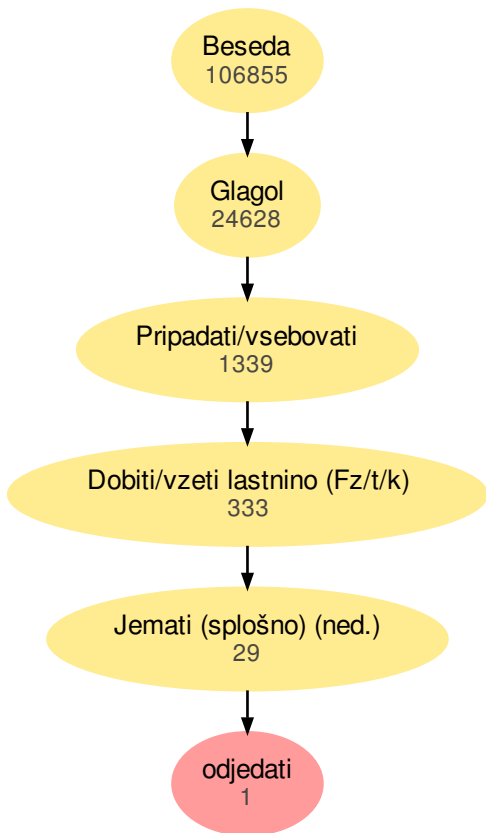 Beseda
106855
Glagol
24628
Pripadati/vsebovati
1339
Dobiti/vzeti lastnino (Fz/t/k)
333
Jemati (splošno) (ned.)
29
odjedati
1